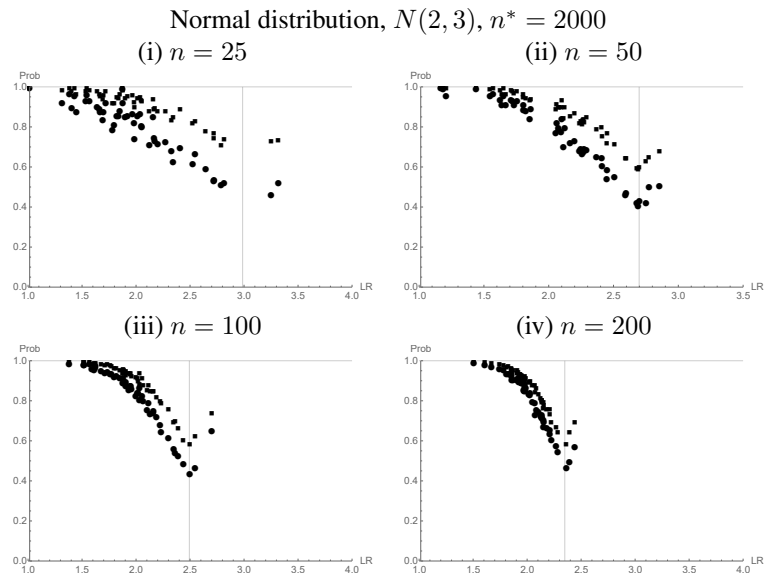 Normal distribution, N(2, 3), n* = 2000
(i) n = 25
(ii) n = 50
Prob
1.0
0.8
0.6
0.4
0.2
0.0
1.0 1.5 2.0 2.5 3.0 3.5 4.0
LR
Prob
1.0
0.8
0.6
0.4
0.2
0.0
1.0 1.5 2.0 2.5 3.0 3.5
LR
(iii) n = 100
(iv) n = 200
Prob
1.0
0.8
0.6
0.4
0.2
0.0
1.0 1.5 2.0 2.5 3.0 3.5 4.0
LR
Prob
1.0
0.8
0.6
0.4
0.2
0.0
1.0 1.5 2.0 2.5 3.0 3.5 4.0
LR